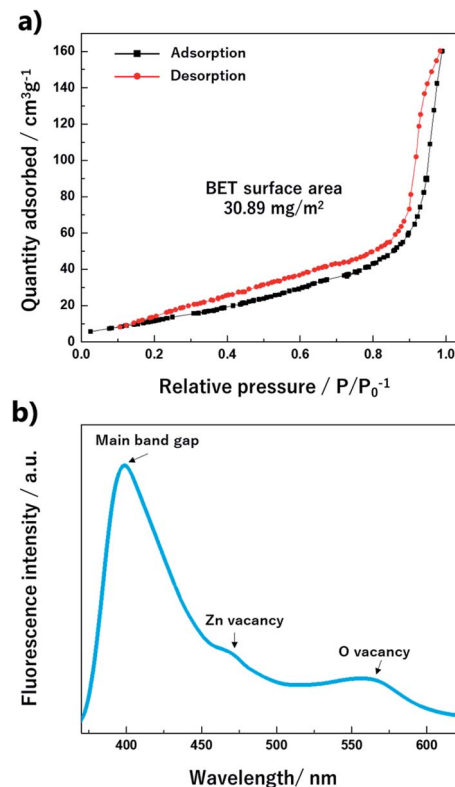 a)
Adsorption
Desorption
BET surface area
30.89 mg/m²
Quantity adsorbed / cm³g⁻¹
160
140
120
100
80
60
40
20
0
0.0 0.2 0.4 0.6 0.8 1.0
Relative pressure / P/P₀⁻¹
b)
Main band gap
Zn vacancy
O vacancy
Fluorescence intensity / a.u.
400 450 500 550 600
Wavelength/ nm